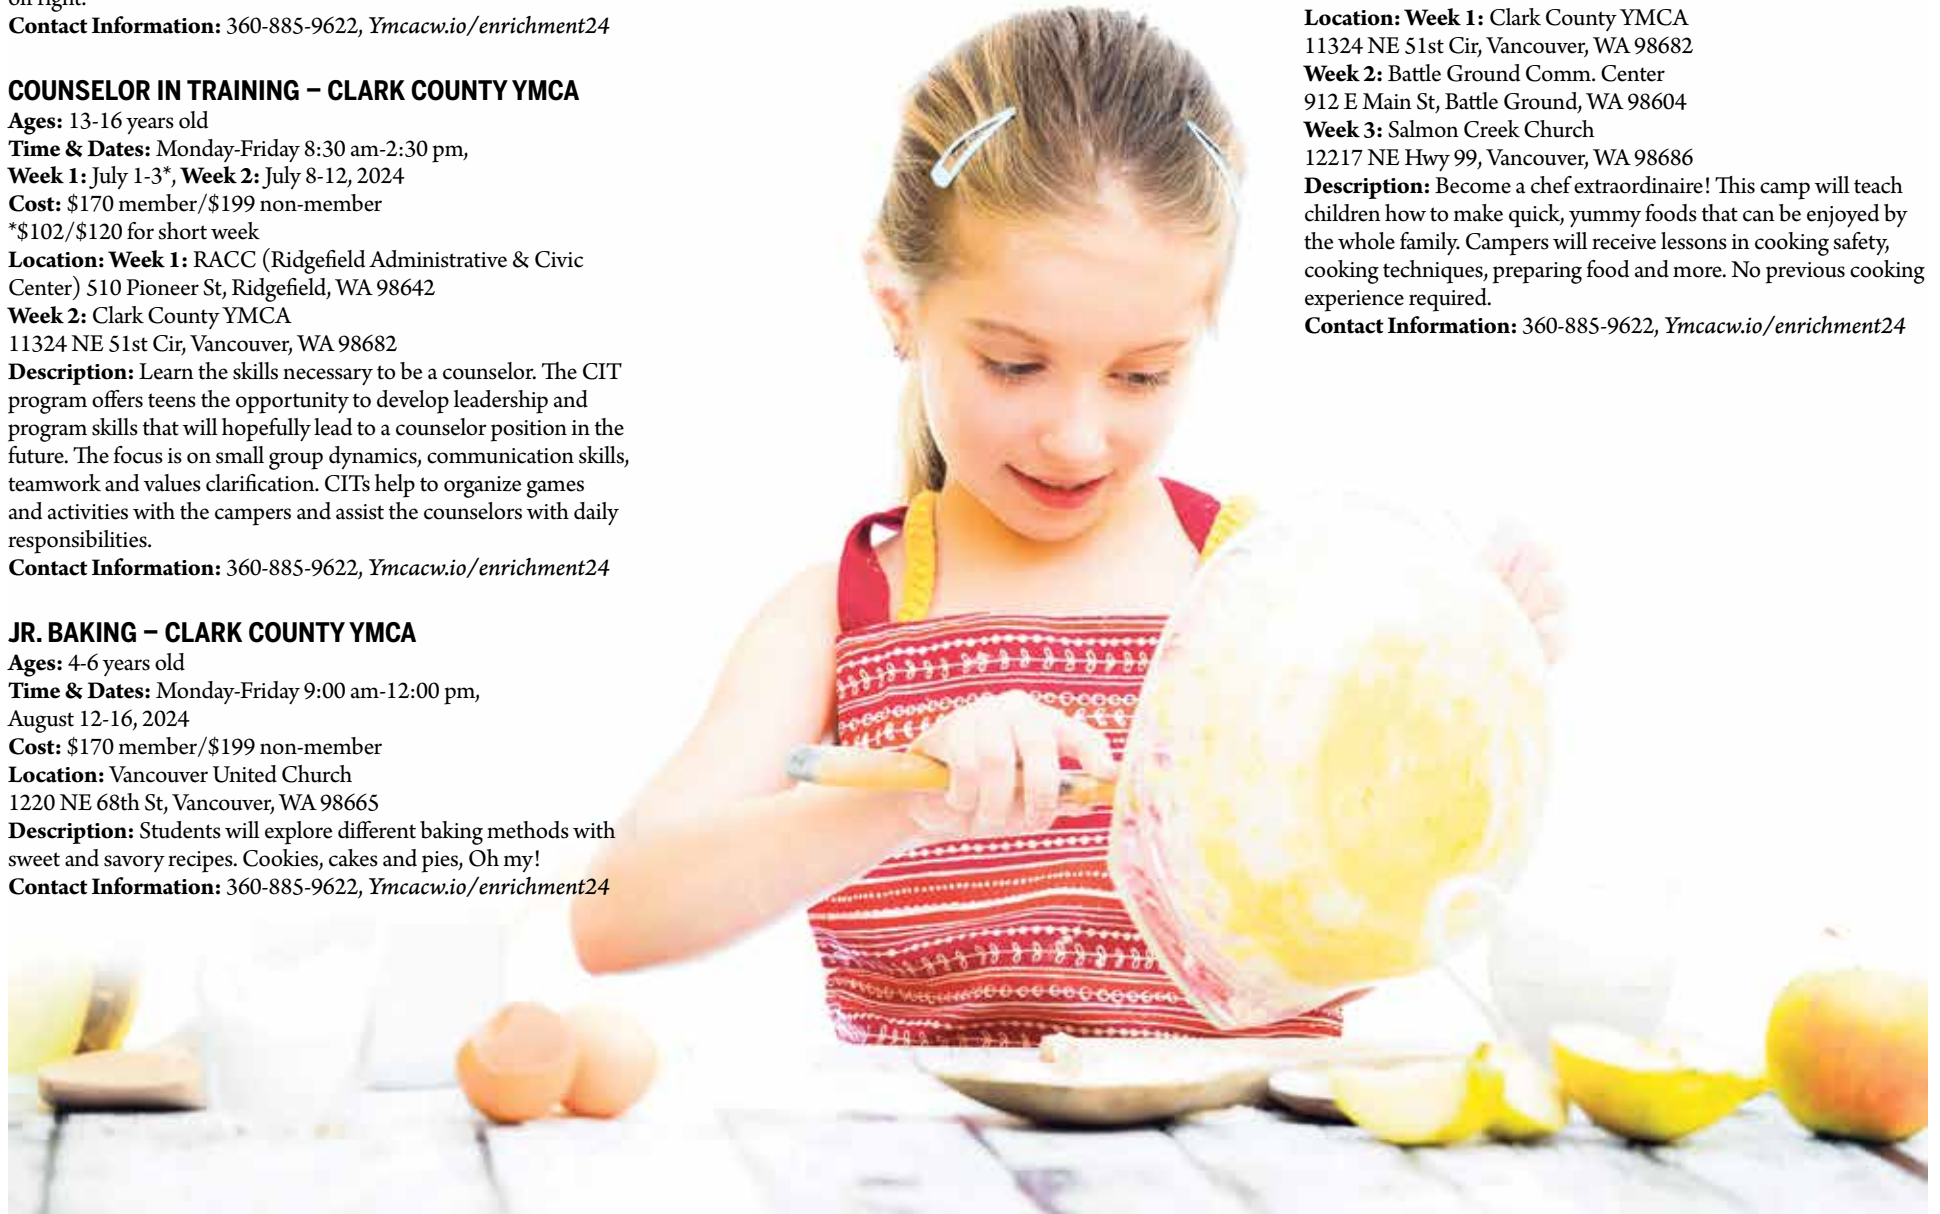 on right.
Contact Information: 360-885-9622, Ymcacw.io/enrichment24
COUNSELOR IN TRAINING – CLARK COUNTY YMCA
Ages: 13-16 years old
Time & Dates: Monday-Friday 8:30 am-2:30 pm,
Week 1: July 1-3*, Week 2: July 8-12, 2024
Cost: $170 member/$199 non-member
*$102/$120 for short week
Location: Week 1: RACC (Ridgefield Administrative & Civic
Center) 510 Pioneer St, Ridgefield, WA 98642
Week 2: Clark County YMCA
11324 NE 51st Cir, Vancouver, WA 98682
Description: Learn the skills necessary to be a counselor. The CIT
program offers teens the opportunity to develop leadership and
program skills that will hopefully lead to a counselor position in the
future. The focus is on small group dynamics, communication skills,
teamwork and values clarification. CITs help to organize games
and activities with the campers and assist the counselors with daily
responsibilities.
Contact Information: 360-885-9622, Ymcacw.io/enrichment24
JR. BAKING – CLARK COUNTY YMCA
Ages: 4-6 years old
Time & Dates: Monday-Friday 9:00 am-12:00 pm,
August 12-16, 2024
Cost: $170 member/$199 non-member
Location: Vancouver United Church
1220 NE 68th St, Vancouver, WA 98665
Description: Students will explore different baking methods with
sweet and savory recipes. Cookies, cakes and pies, Oh my!
Contact Information: 360-885-9622, Ymcacw.io/enrichment24
Location: Week 1: Clark County YMCA
11324 NE 51st Cir, Vancouver, WA 98682
Week 2: Battle Ground Comm. Center
912 E Main St, Battle Ground, WA 98604
Week 3: Salmon Creek Church
12217 NE Hwy 99, Vancouver, WA 98686
Description: Become a chef extraordinaire! This camp will teach
children how to make quick, yummy foods that can be enjoyed by
the whole family. Campers will receive lessons in cooking safety,
cooking techniques, preparing food and more. No previous cooking
experience required.
Contact Information: 360-885-9622, Ymcacw.io/enrichment24